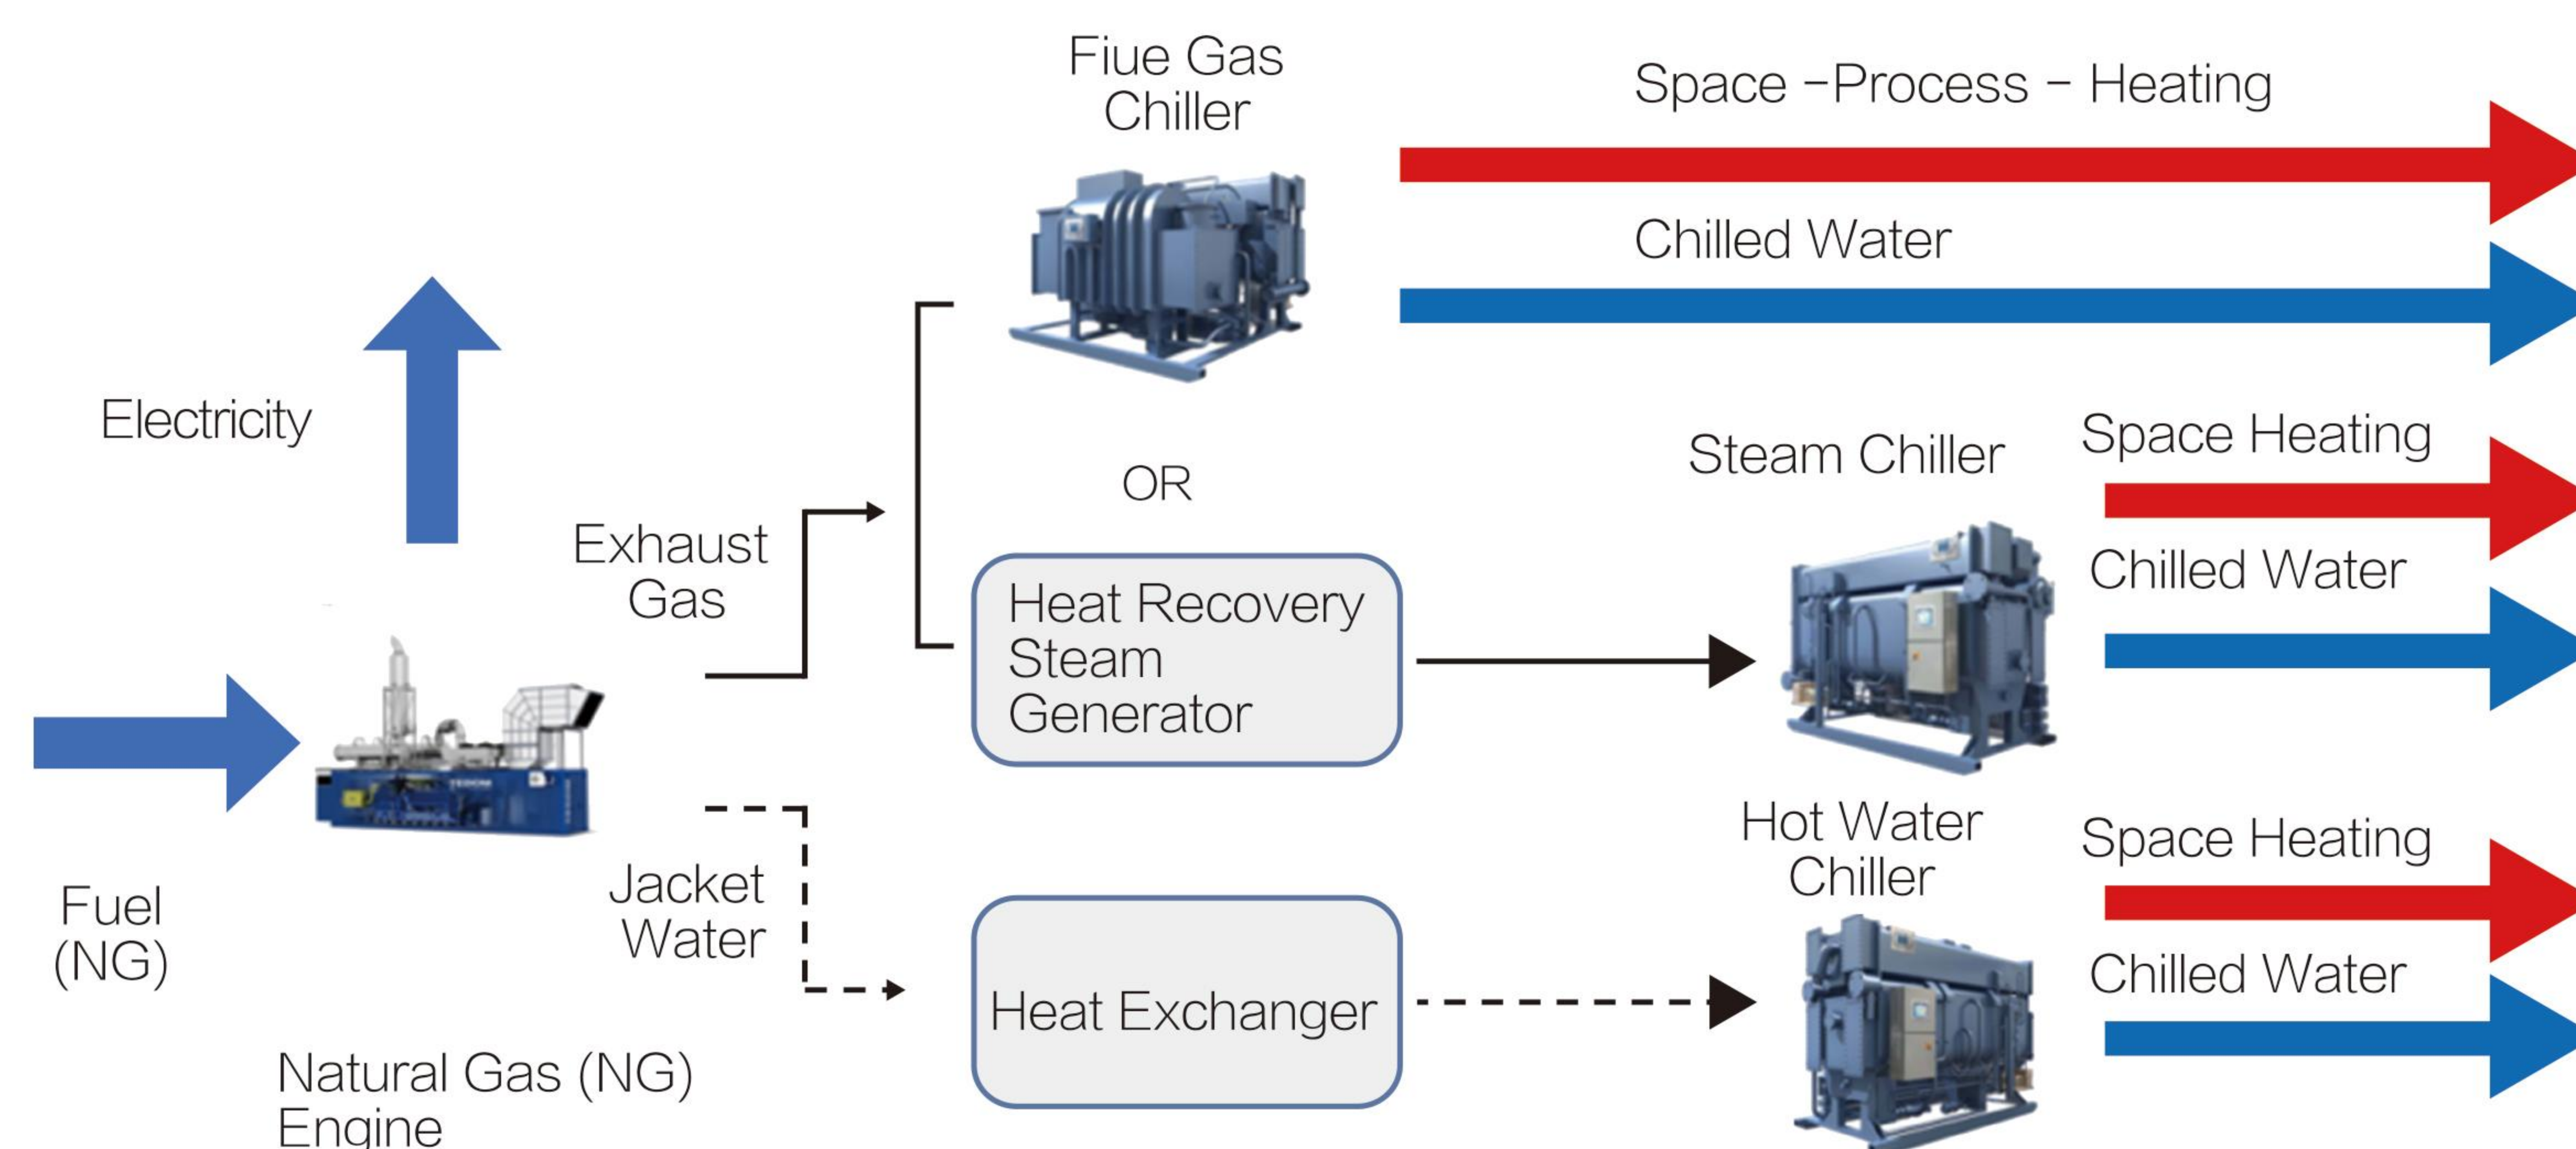 Fiue Gas
Chiller
Space -Process - Heating
Chilled Water
Electricity
Exhaust
Gas
OR
Heat Recovery
Steam
Generator
Steam Chiller
Space Heating
Chilled Water
Fuel
(NG)
Jacket
Water
Heat Exchanger
Hot Water
Chiller
Space Heating
Chilled Water
Natural Gas (NG)
Engine
TEDOM